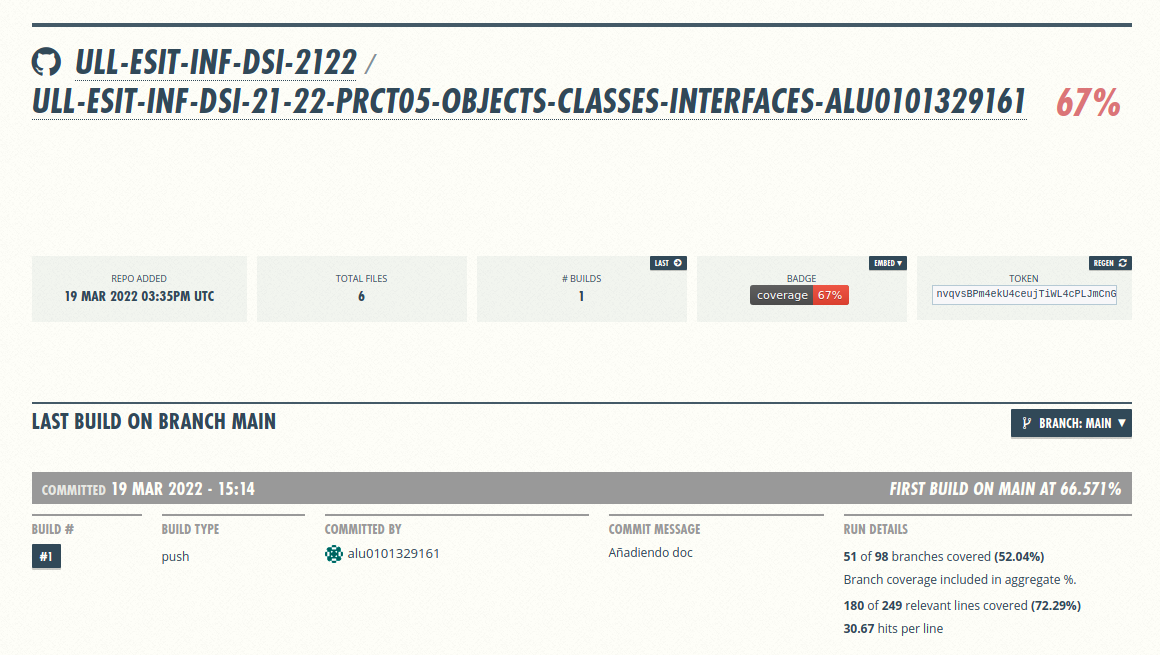 ULL-ESIT-INF-DSI-2122 /
ULL-ESIT-INF-DSI-21-22-PRCT05-OBJECTS-CLASSES-INTERFACES-ALU0101329161 67%
LAST EMBED ▾ REGEN
REPO ADDED TOTAL FILES # BUILDS BADGE TOKEN
19 MAR 2022 03:35PM UTC 6 1 coverage 67% nvqvsBPm4ekU4ceujTiWL4cPLJmCnG
LAST BUILD ON BRANCH MAIN BRANCH: MAIN ▼
COMMITTED 19 MAR 2022 - 15:14 FIRST BUILD ON MAIN AT 66.571%
BUILD # BUILD TYPE COMMITTED BY COMMIT MESSAGE RUN DETAILS
#1 push alu0101329161 Añadiendo doc 51 of 98 branches covered (52.04%)
Branch coverage included in aggregate %.
180 of 249 relevant lines covered (72.29%)
30.67 hits per line